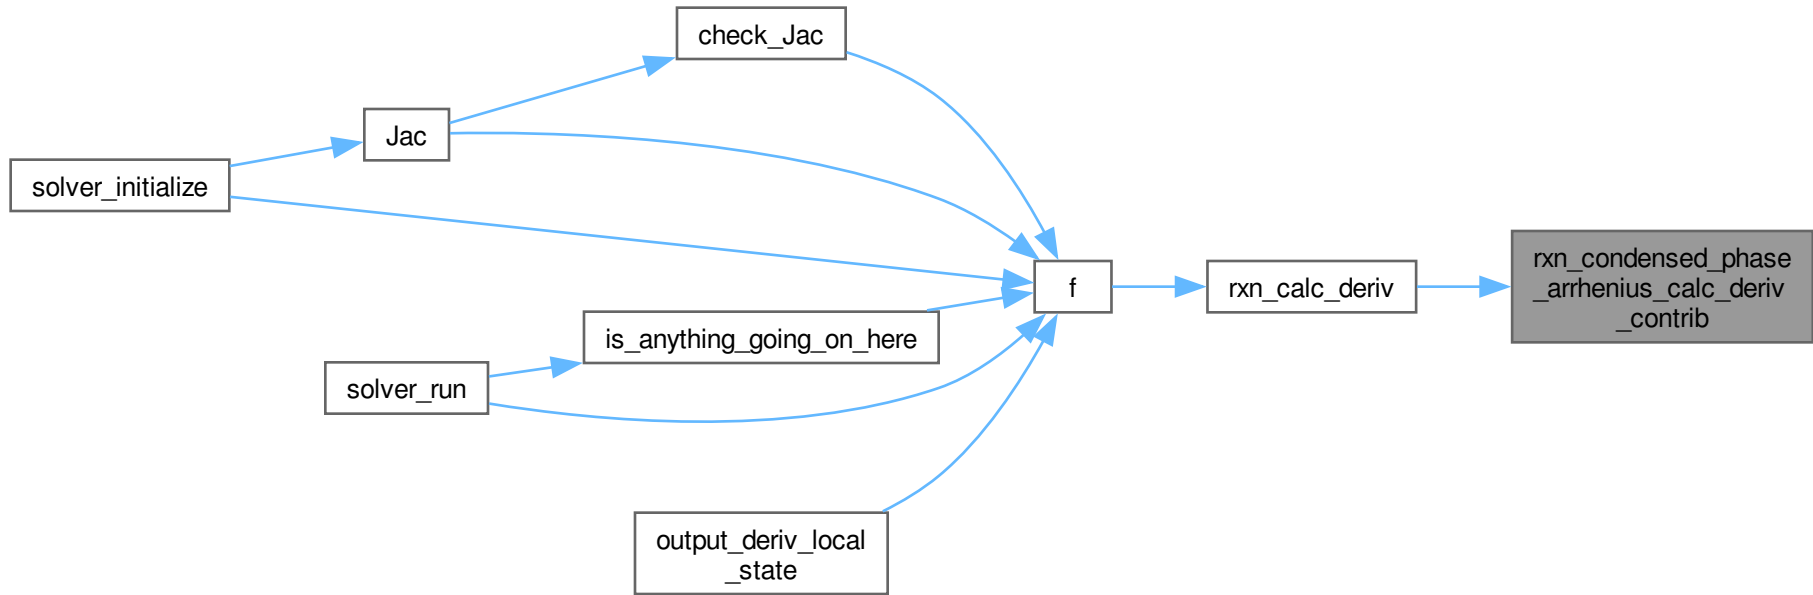 check_Jac
Jac
solver_initialize
rxn_condensed_phase
_arrhenius_calc_deriv
_contrib
f
rxn_calc_deriv
is_anything_going_on_here
solver_run
output_deriv_local
_state